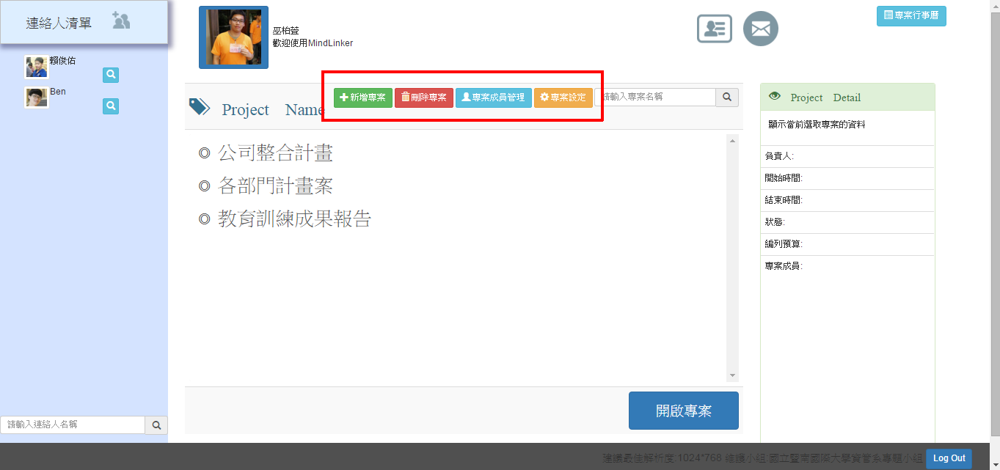 連絡人清單
賴俊佑
Ben
請輸入連絡人名稱
巫柏萱
歡迎使用MindLinker
專案行事曆
Project Name
新增專案
刪除專案
專案成員管理
專案設定
請輸入專案名稱
公司整合計畫
各部門計畫案
教育訓練成果報告
開啟專案
Project Detail
顯示當前選取專案的資料
負責人:
開始時間:
結束時間:
狀態:
編列預算:
專案成員:
建議最佳解析度:1024*768 維護小組:國立暨南國際大學資管系專題小組
Log Out